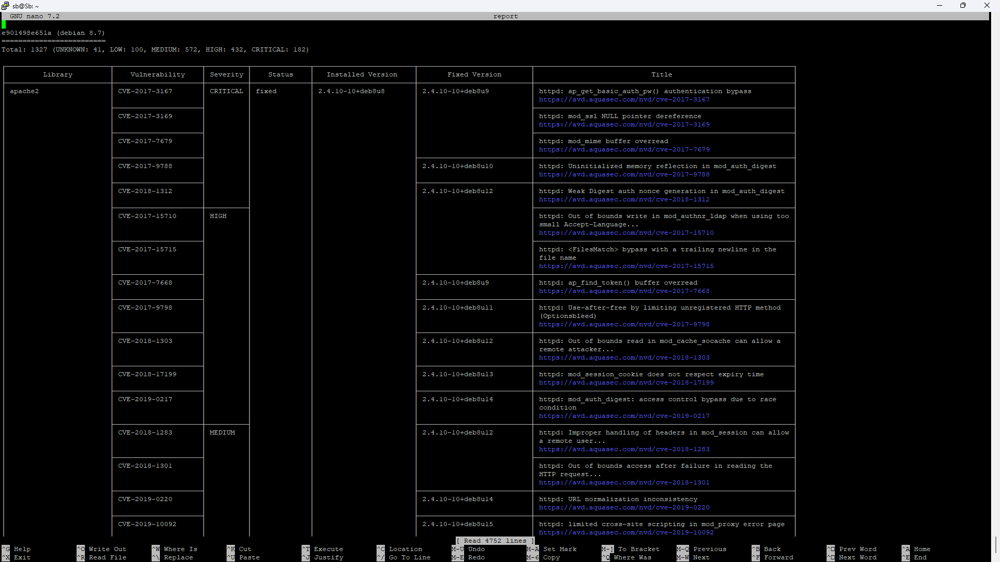 sb@Sb: ~
GNU nano 7.2 report
e901498e651a (debian 8.7)
=========================
Total: 1327 (UNKNOWN: 41, LOW: 100, MEDIUM: 572, HIGH: 432, CRITICAL: 182)
Library Vulnerability Severity Status Installed Version Fixed Version Title
apache2 CVE-2017-3167 CRITICAL fixed 2.4.10-10+deb8u8 2.4.10-10+deb8u9 httpd: ap_get_basic_auth_pw() authentication bypass
https://avd.aquasec.com/nvd/cve-2017-3167
CVE-2017-3169 httpd: mod_ssl NULL pointer dereference
https://avd.aquasec.com/nvd/cve-2017-3169
CVE-2017-7679 httpd: mod_mime buffer overread
https://avd.aquasec.com/nvd/cve-2017-7679
CVE-2017-9788 2.4.10-10+deb8u10 httpd: Uninitialized memory reflection in mod_auth_digest
https://avd.aquasec.com/nvd/cve-2017-9788
CVE-2018-1312 2.4.10-10+deb8u12 httpd: Weak Digest auth nonce generation in mod_auth_digest
https://avd.aquasec.com/nvd/cve-2018-1312
CVE-2017-15710 HIGH httpd: Out of bounds write in mod_authnz_ldap when using too
small Accept-Language...
https://avd.aquasec.com/nvd/cve-2017-15710
CVE-2017-15715 httpd: <FilesMatch> bypass with a trailing newline in the
file name
https://avd.aquasec.com/nvd/cve-2017-15715
CVE-2017-7668 2.4.10-10+deb8u9 httpd: ap_find_token() buffer overread
https://avd.aquasec.com/nvd/cve-2017-7668
CVE-2017-9798 2.4.10-10+deb8u11 httpd: Use-after-free by limiting unregistered HTTP method
(Optionsbleed)
https://avd.aquasec.com/nvd/cve-2017-9798
CVE-2018-1303 2.4.10-10+deb8u12 httpd: Out of bounds read in mod_cache_socache can allow a
remote attacker...
https://avd.aquasec.com/nvd/cve-2018-1303
CVE-2018-17199 2.4.10-10+deb8u13 httpd: mod_session_cookie does not respect expiry time
https://avd.aquasec.com/nvd/cve-2018-17199
CVE-2019-0217 2.4.10-10+deb8u14 httpd: mod_auth_digest: access control bypass due to race
condition
https://avd.aquasec.com/nvd/cve-2019-0217
CVE-2018-1283 MEDIUM 2.4.10-10+deb8u12 httpd: Improper handling of headers in mod_session can allow
a remote user...
https://avd.aquasec.com/nvd/cve-2018-1283
CVE-2018-1301 httpd: Out of bounds access after failure in reading the
HTTP request...
https://avd.aquasec.com/nvd/cve-2018-1301
CVE-2019-0220 2.4.10-10+deb8u14 httpd: URL normalization inconsistency
https://avd.aquasec.com/nvd/cve-2019-0220
CVE-2019-10092 2.4.10-10+deb8u15 httpd: limited cross-site scripting in mod_proxy error page
https://avd.aquasec.com/nvd/cve-2019-10092
[ Read 4752 lines ]
^G Help ^O Write Out ^W Where Is ^K Cut ^T Execute ^C Location M-U Undo M-A Set Mark M-] To Bracket M-Q Previous ^B Back ^□ Prev Word ^A Home
^X Exit ^R Read File ^\ Replace ^U Paste ^J Justify ^/ Go To Line M-E Redo M-6 Copy ^Q Where Was M-W Next ^F Forward ^□ Next Word ^E End